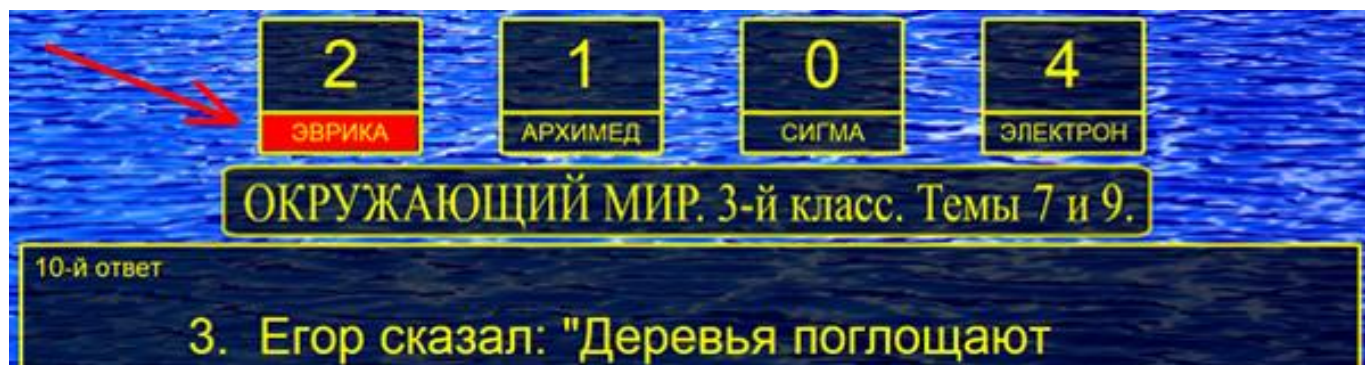 2 1 0 4
ЭВРИКА АРХИМЕД СИГМА ЭЛЕКТРОН
ОКРУЖАЮЩИЙ МИР. 3-й класс. Темы 7 и 9.
10-й ответ
3. Егор сказал: "Деревья поглощают